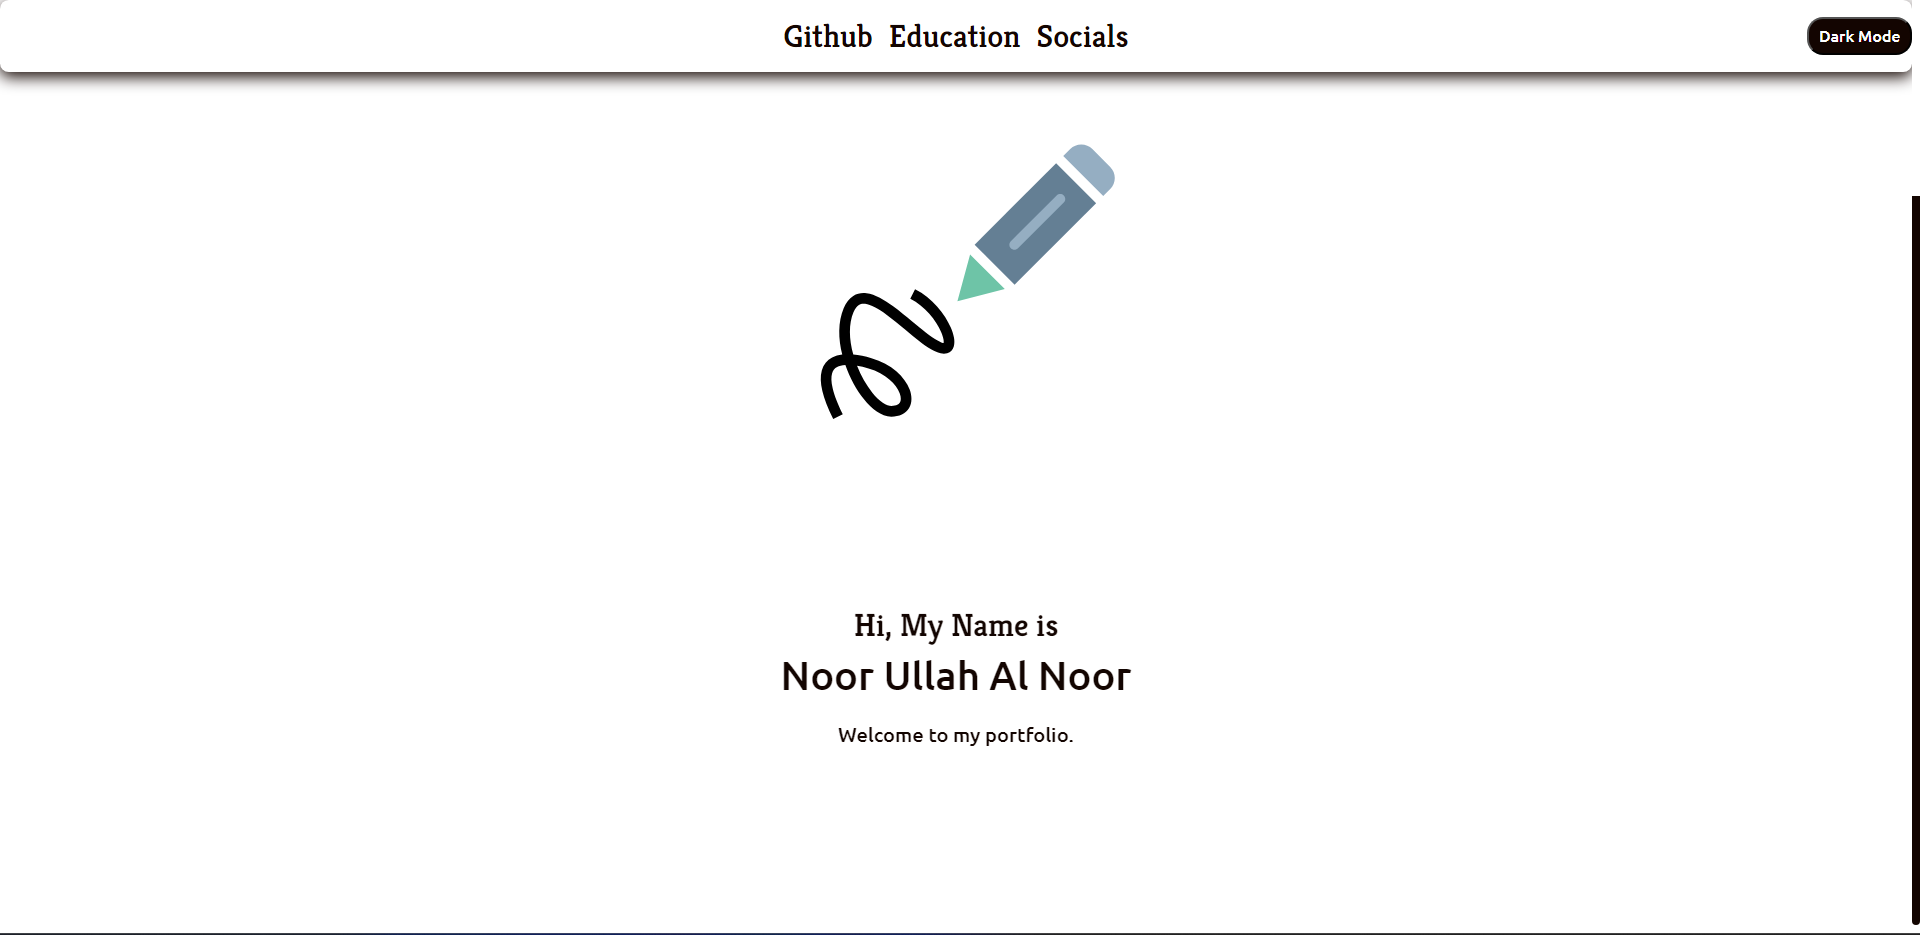 Github Education Socials
Dark Mode
Hi, My Name is
Noor Ullah Al Noor
Welcome to my portfolio.